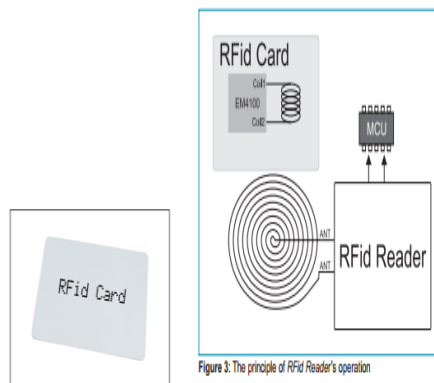 RFid Card
RFid Card
Coil1
EM4100
Coil2
MCU
ANT
ANT
RFid Reader
Figure 3: The principle of RFid Reader's operation